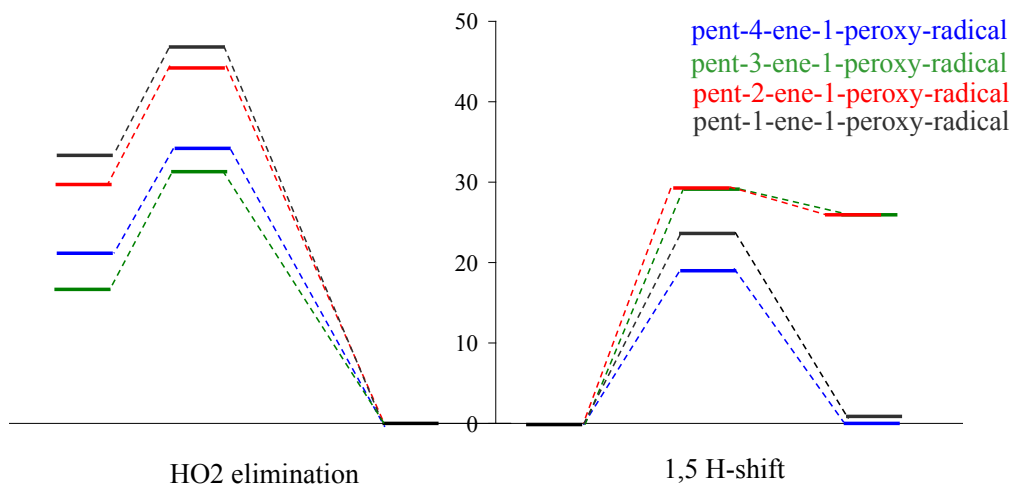 50
pent-4-ene-1-peroxy-radical
pent-3-ene-1-peroxy-radical
pent-2-ene-1-peroxy-radical
pent-1-ene-1-peroxy-radical
40
30
20
10
0
HO2 elimination
1,5 H-shift